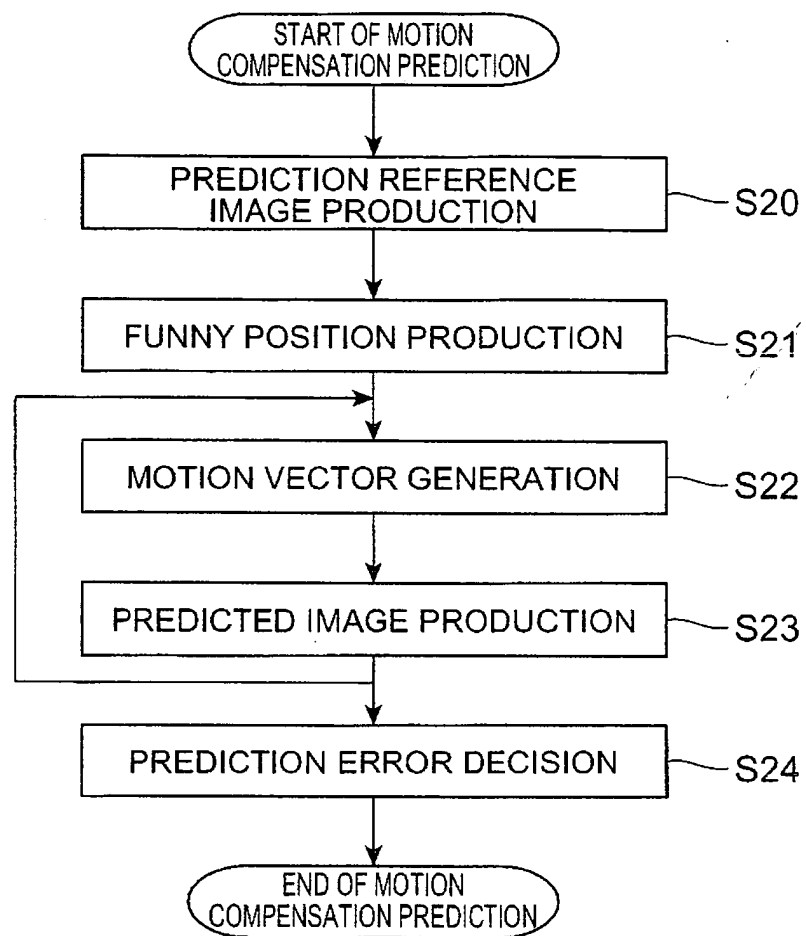 START OF MOTION
COMPENSATION PREDICTION
PREDICTION REFERENCE
IMAGE PRODUCTION
S20
FUNNY POSITION PRODUCTION
S21
MOTION VECTOR GENERATION
S22
PREDICTED IMAGE PRODUCTION
S23
PREDICTION ERROR DECISION
S24
END OF MOTION
COMPENSATION PREDICTION